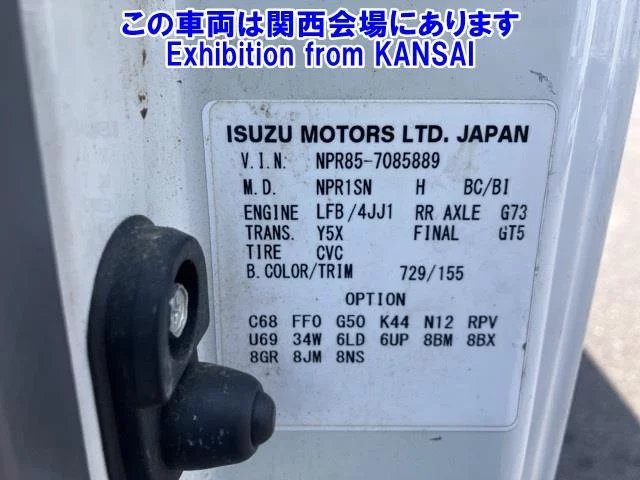 この車両は関西会場にあります
Exhibition from KANSAI
ISUZU MOTORS LTD. JAPAN
V.I.N. NPR85-7085889
M.D. NPR1SN H BC/BI
ENGINE LFB/4JJ1 RR AXLE G73
TRANS. Y5X FINAL GT5
TIRE CVC
B.COLOR/TRIM 729/155
OPTION
C68 FF0 G50 K44 N12 RPV
U69 34W 6LD 6UP 8BM 8BX
8GR 8JM 8NS